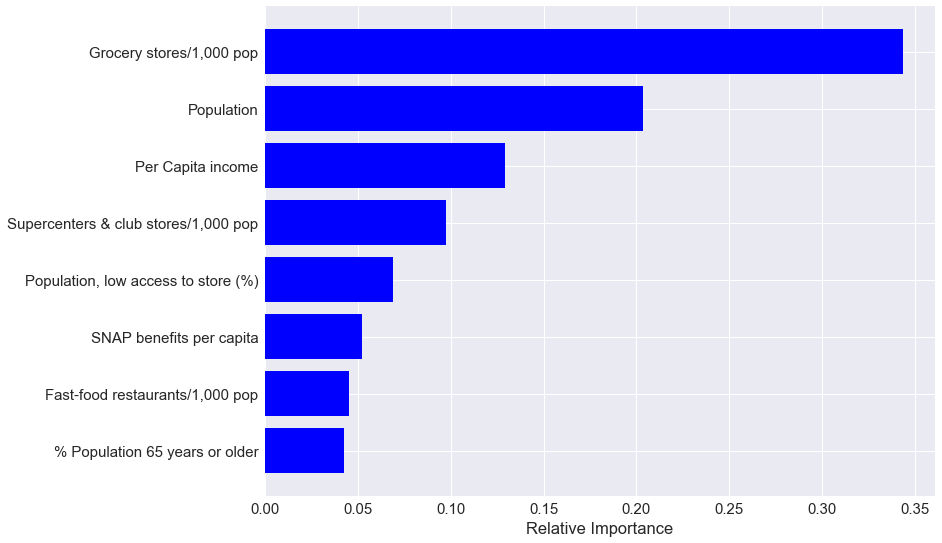 Grocery stores/1,000 pop
Population
Per Capita income
Supercenters & club stores/1,000 pop
Population, low access to store (%)
SNAP benefits per capita
Fast-food restaurants/1,000 pop
% Population 65 years or older
0.00 0.05 0.10 0.15 0.20 0.25 0.30 0.35
Relative Importance